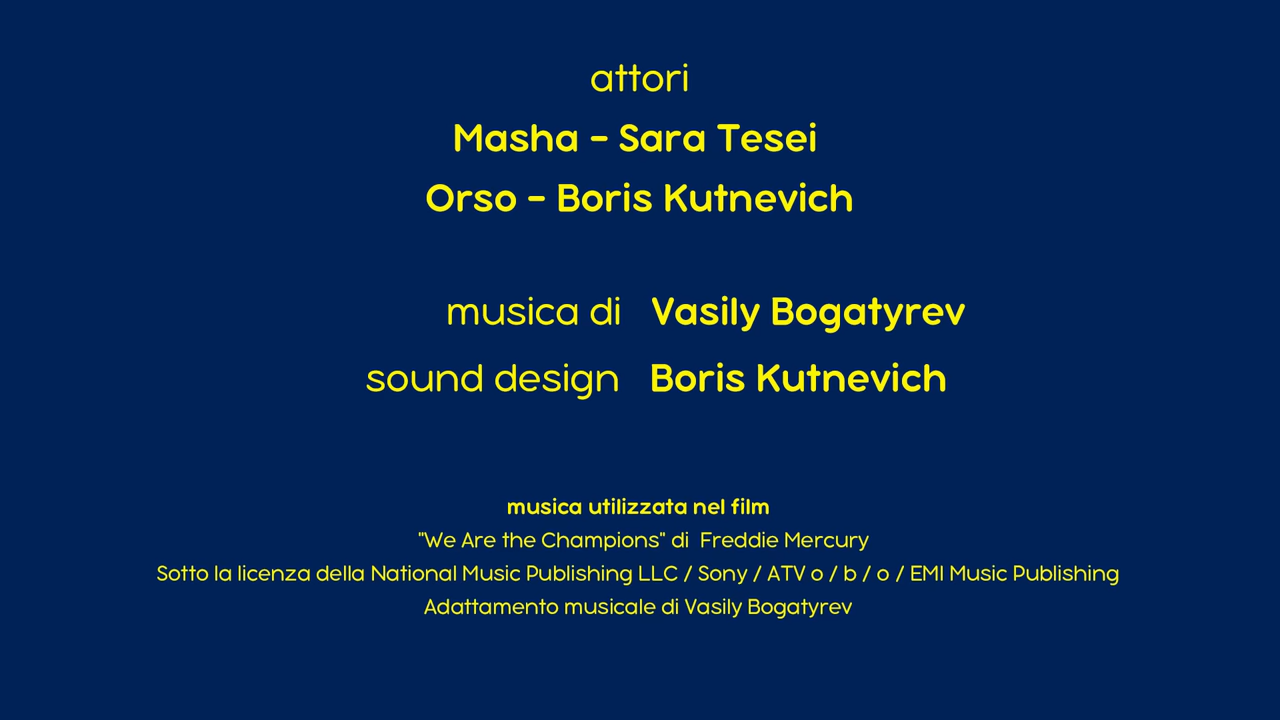 attori
Masha - Sara Tesei
Orso - Boris Kutnevich
musica di Vasily Bogatyrev
sound design Boris Kutnevich
musica utilizzata nel film
"We Are the Champions" di Freddie Mercury
Sotto la licenza della National Music Publishing LLC / Sony / ATV o / b / o / EMI Music Publishing
Adattamento musicale di Vasily Bogatyrev